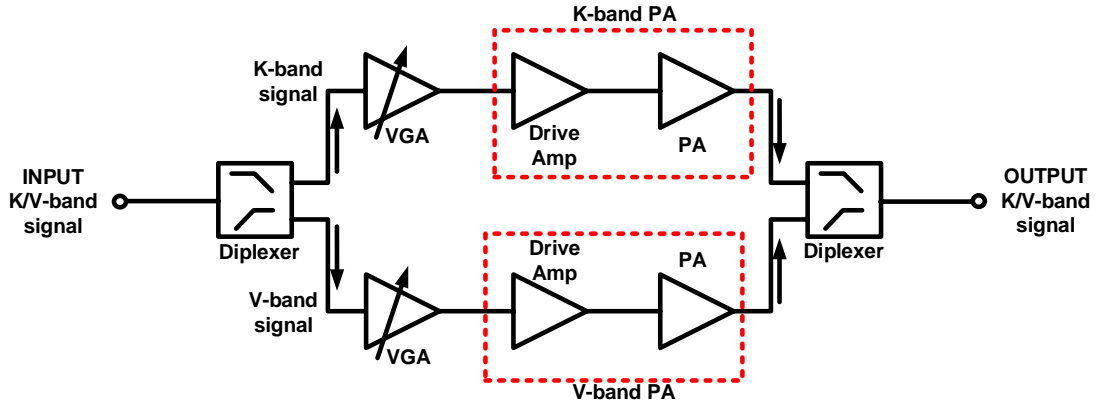 K-band PA
K-band
signal
VGA
Drive
Amp
PA
INPUT
K/V-band
signal
Diplexer
OUTPUT
K/V-band
signal
Diplexer
V-band
signal
VGA
Drive
Amp
PA
V-band PA